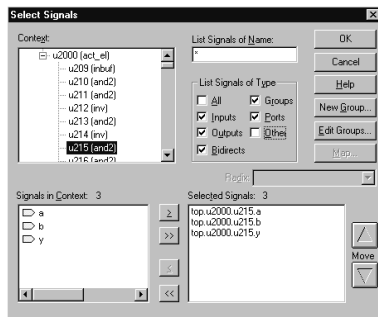 Select Signals
Context:
u2000 (act_el)
u209 (inbuf)
u210 (and2)
u211 (and2)
u212 (inv)
u213 (and2)
u214 (inv)
u215 (and2)
u216 (and2)
List Signals of Name:
*
List Signals of Type
All
Groups
Inputs
Ports
Outputs
Other
Bidirects
OK
Cancel
Help
New Group...
Edit Groups...
Map...
Radix:
Signals in Context: 3
a
b
y
>
>>
<
<<
Selected Signals: 3
top.u2000.u215.a
top.u2000.u215.b
top.u2000.u215.y
Move